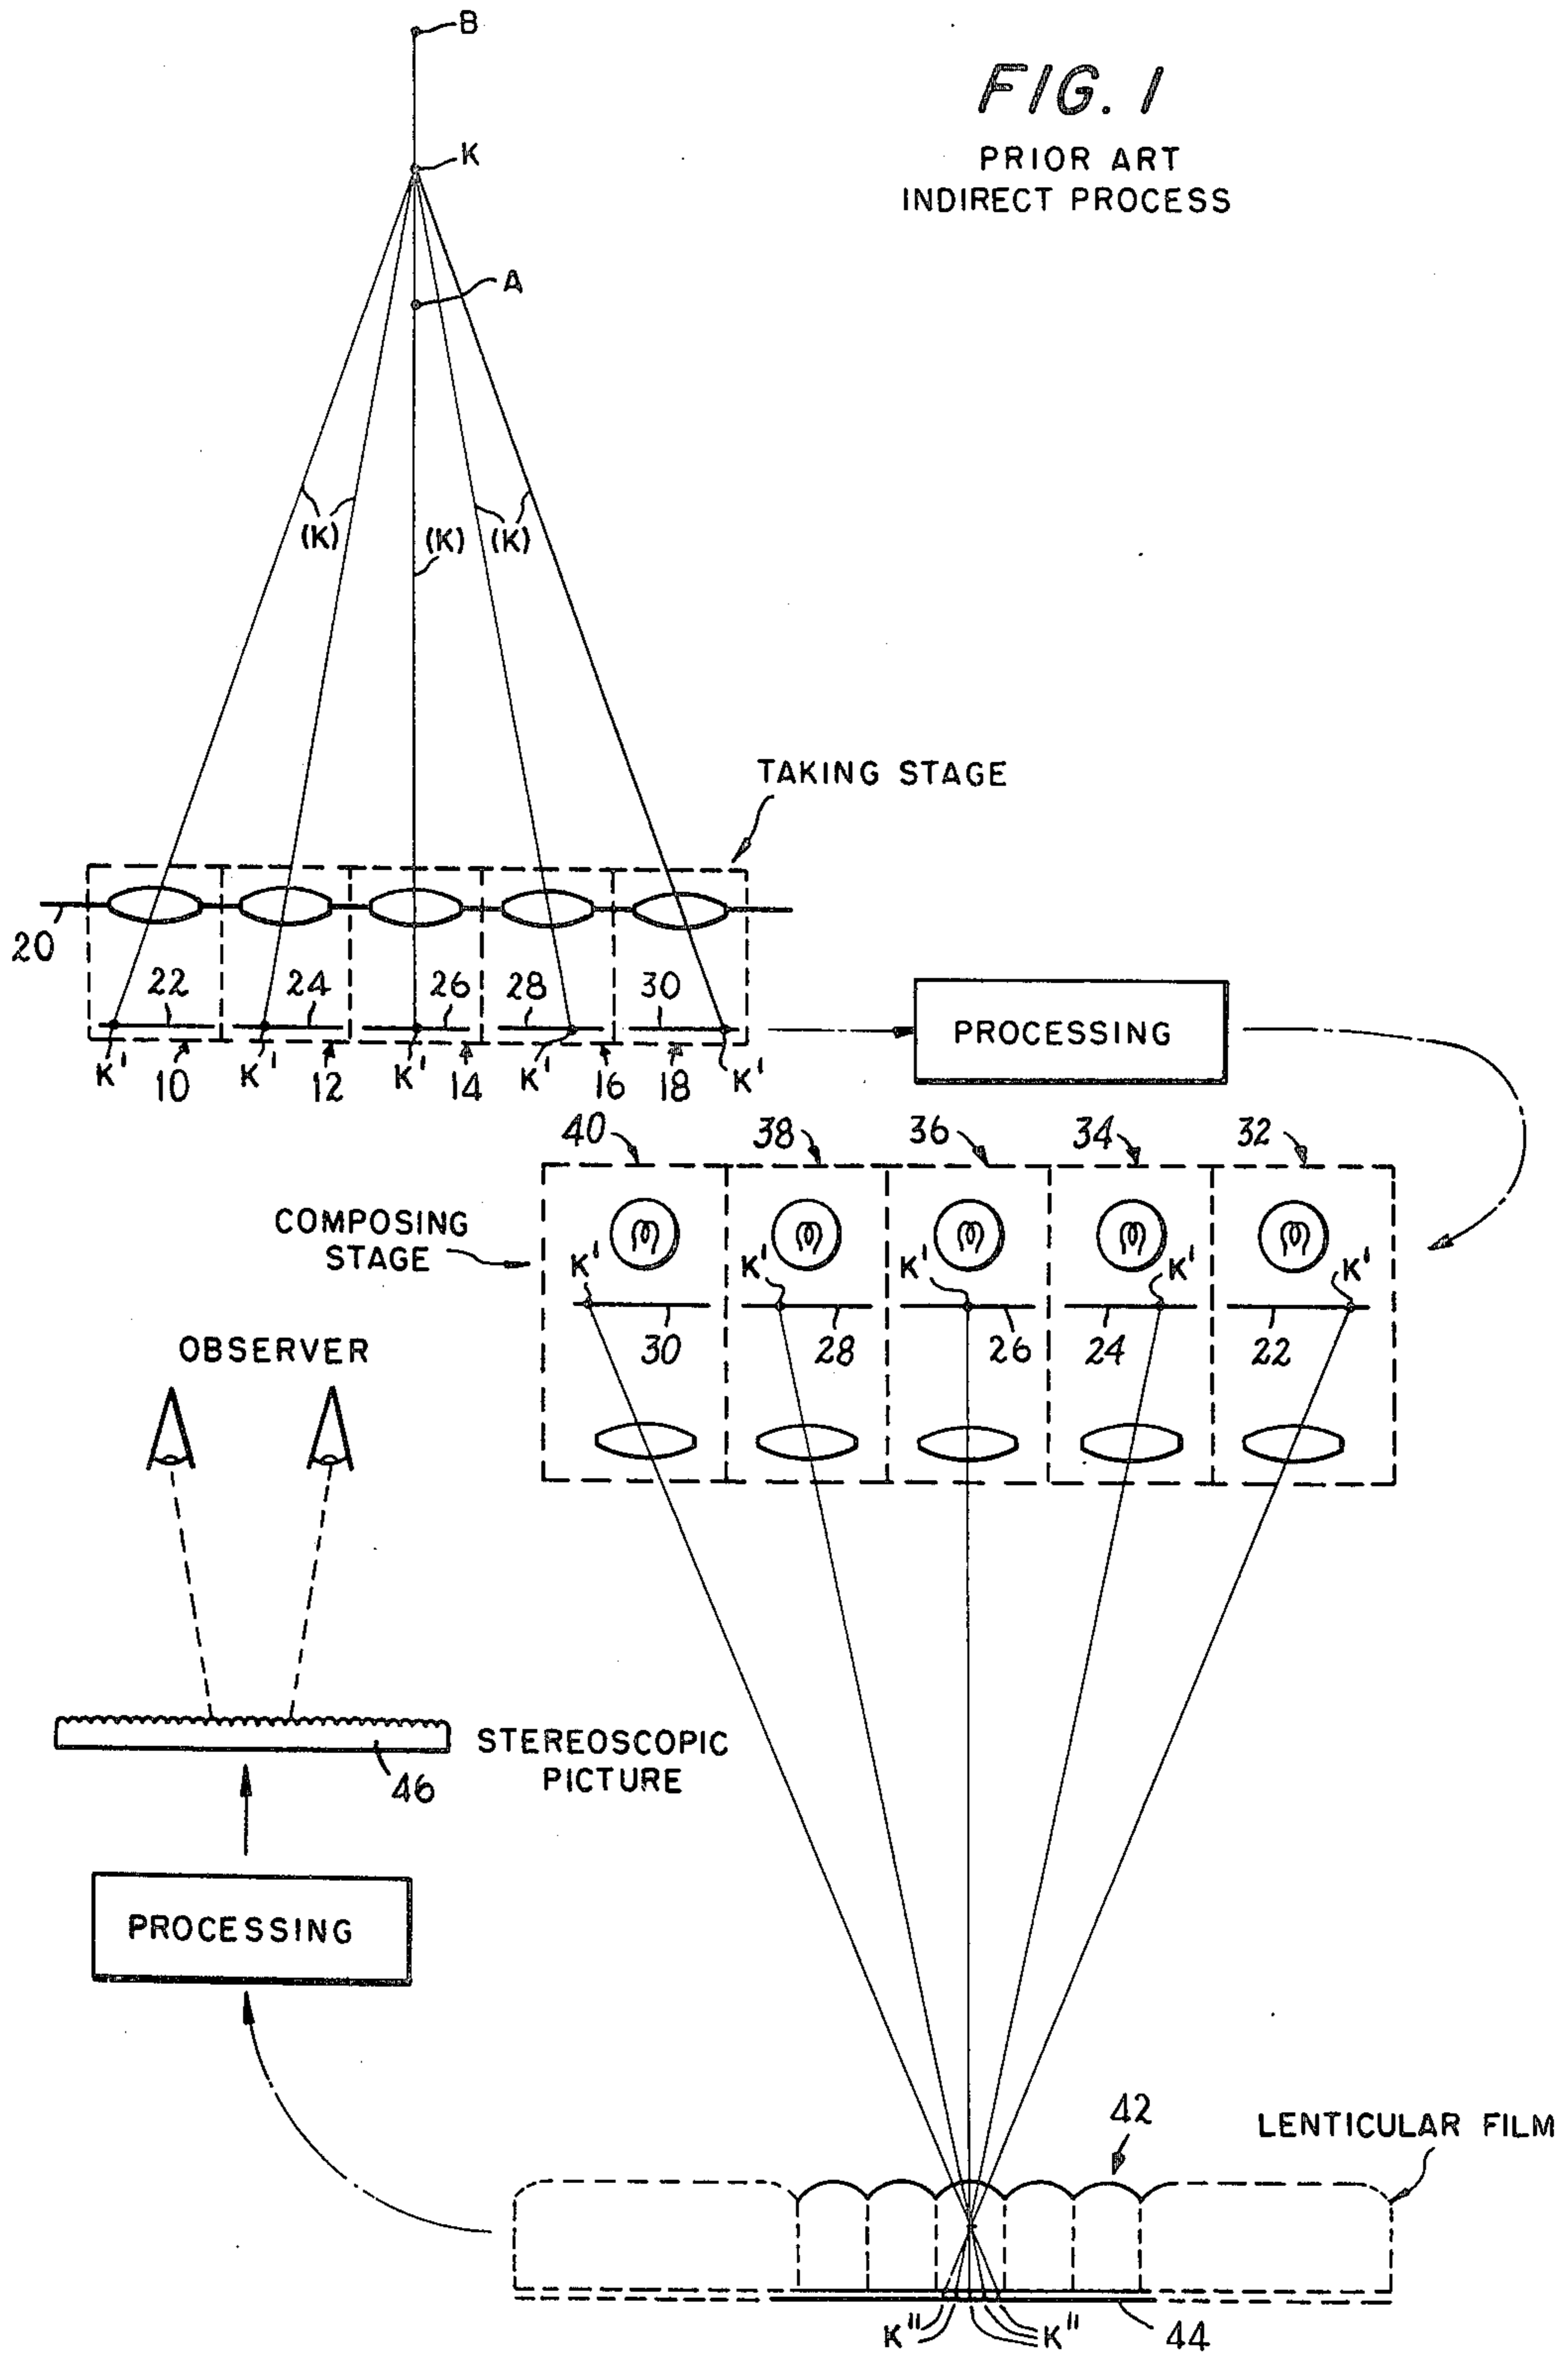 B
FIG. 1
PRIOR ART
INDIRECT PROCESS
K
A
(K) (K) (K)
TAKING STAGE
20
22 24 26 28 30
K' 10 K' 12 K' 14 K' 16 18 K'
PROCESSING
40 38 36 34 32
COMPOSING
STAGE
K' K' K' K' K'
30 28 26 24 22
OBSERVER
STEREOSCOPIC
PICTURE
46
PROCESSING
42
LENTICULAR FILM
K" K" 44